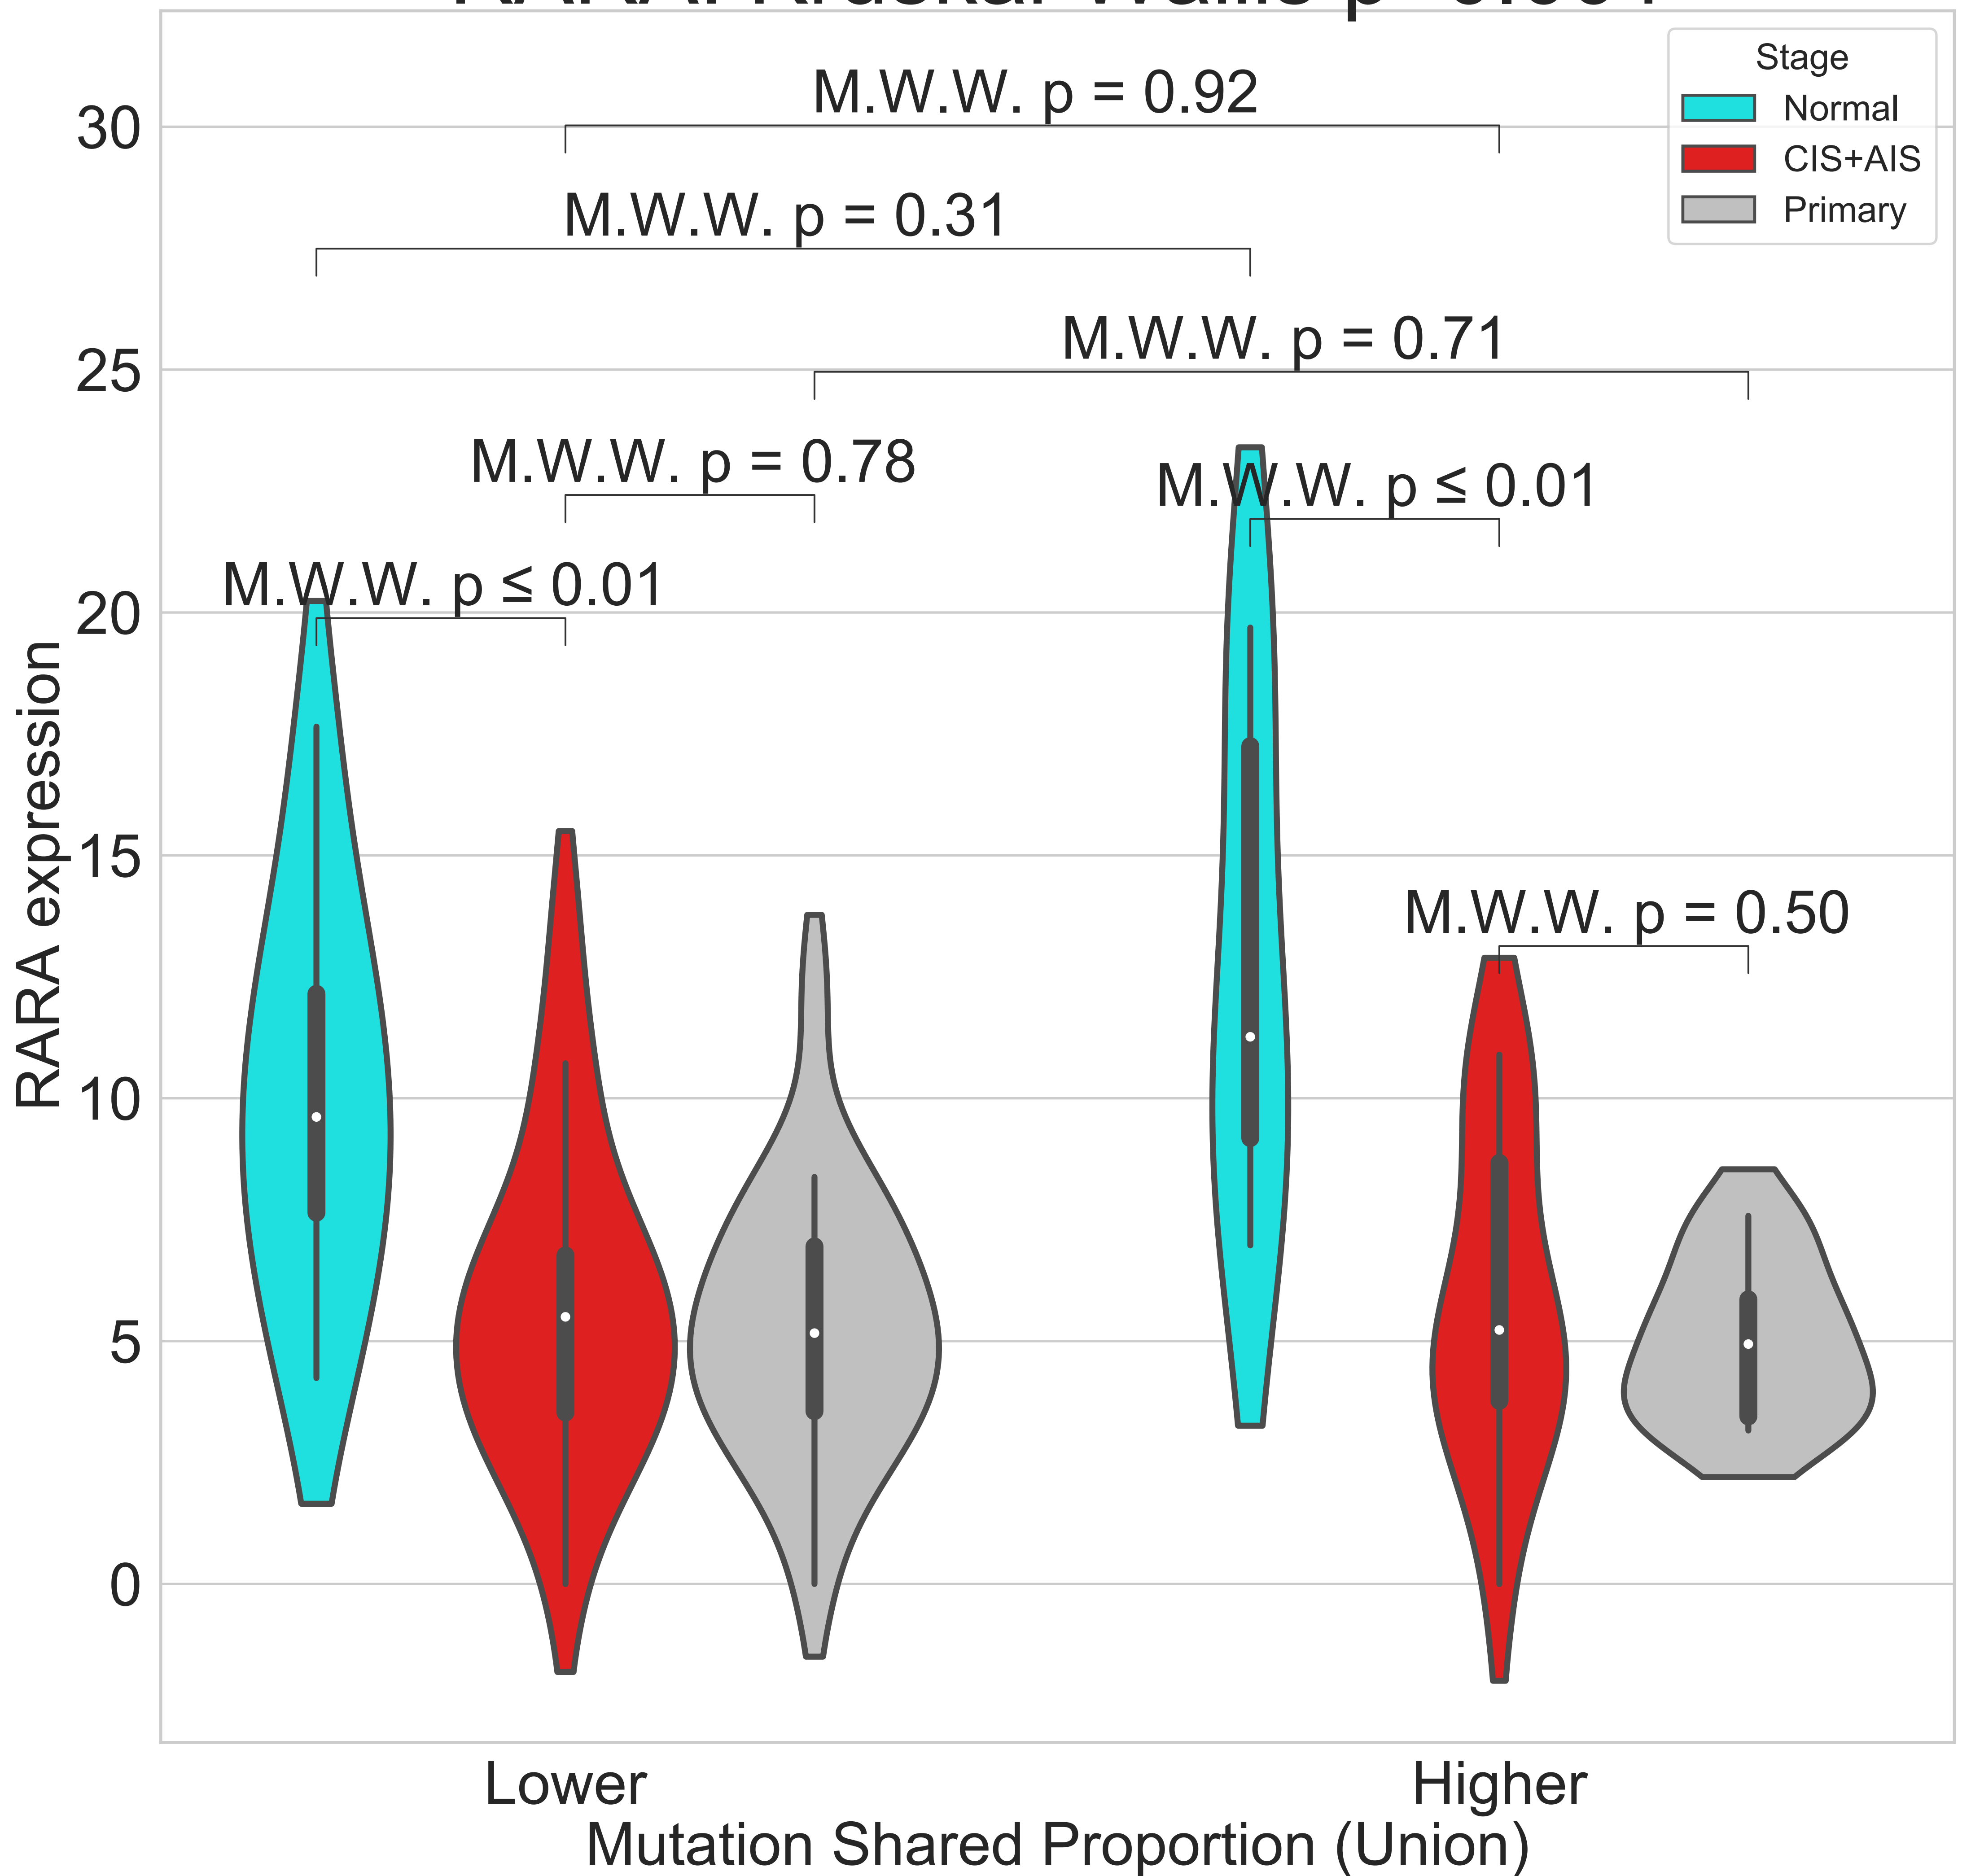 Stage
Normal
CIS+AIS
Primary
M.W.W. p = 0.92
M.W.W. p = 0.31
M.W.W. p = 0.71
M.W.W. p = 0.78
M.W.W. p ≤ 0.01
M.W.W. p ≤ 0.01
M.W.W. p = 0.50
30
25
20
15
10
5
0
RARA expression
Lower
Higher
Mutation Shared Proportion (Union)